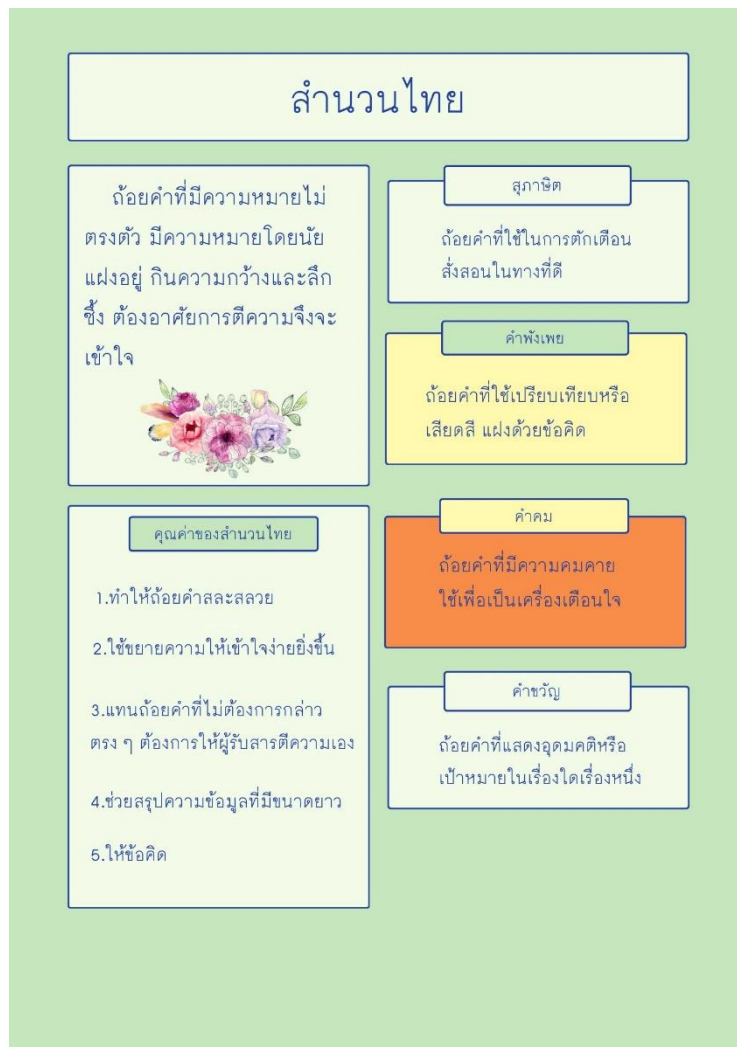 สำนวนไทย
ถ้อยคำที่มีความหมายไม่
ตรงตัว มีความหมายโดยนัย
แฝงอยู่ กินความกว้างและลึก
ซึ้ง ต้องอาศัยการตีความจึงจะ
เข้าใจ
คุณค่าของสำนวนไทย
1.ทำให้ถ้อยคำสละสลวย
2.ใช้ขยายความให้เข้าใจง่ายยิ่งขึ้น
3.แทนถ้อยคำที่ไม่ต้องการกล่าว
ตรง ๆ ต้องการให้ผู้รับสารตีความเอง
4.ช่วยสรุปความข้อมูลที่มีขนาดยาว
5.ให้ข้อคิด
สุภาษิต
ถ้อยคำที่ใช้ในการตักเตือน
สั่งสอนในทางที่ดี
คำพังเพย
ถ้อยคำที่ใช้เปรียบเทียบหรือ
เสียดสี แฝงด้วยข้อคิด
คำคม
ถ้อยคำที่มีความคมคาย
ใช้เพื่อเป็นเครื่องเตือนใจ
คำขวัญ
ถ้อยคำที่แสดงอุดมคติหรือ
เป้าหมายในเรื่องใดเรื่องหนึ่ง